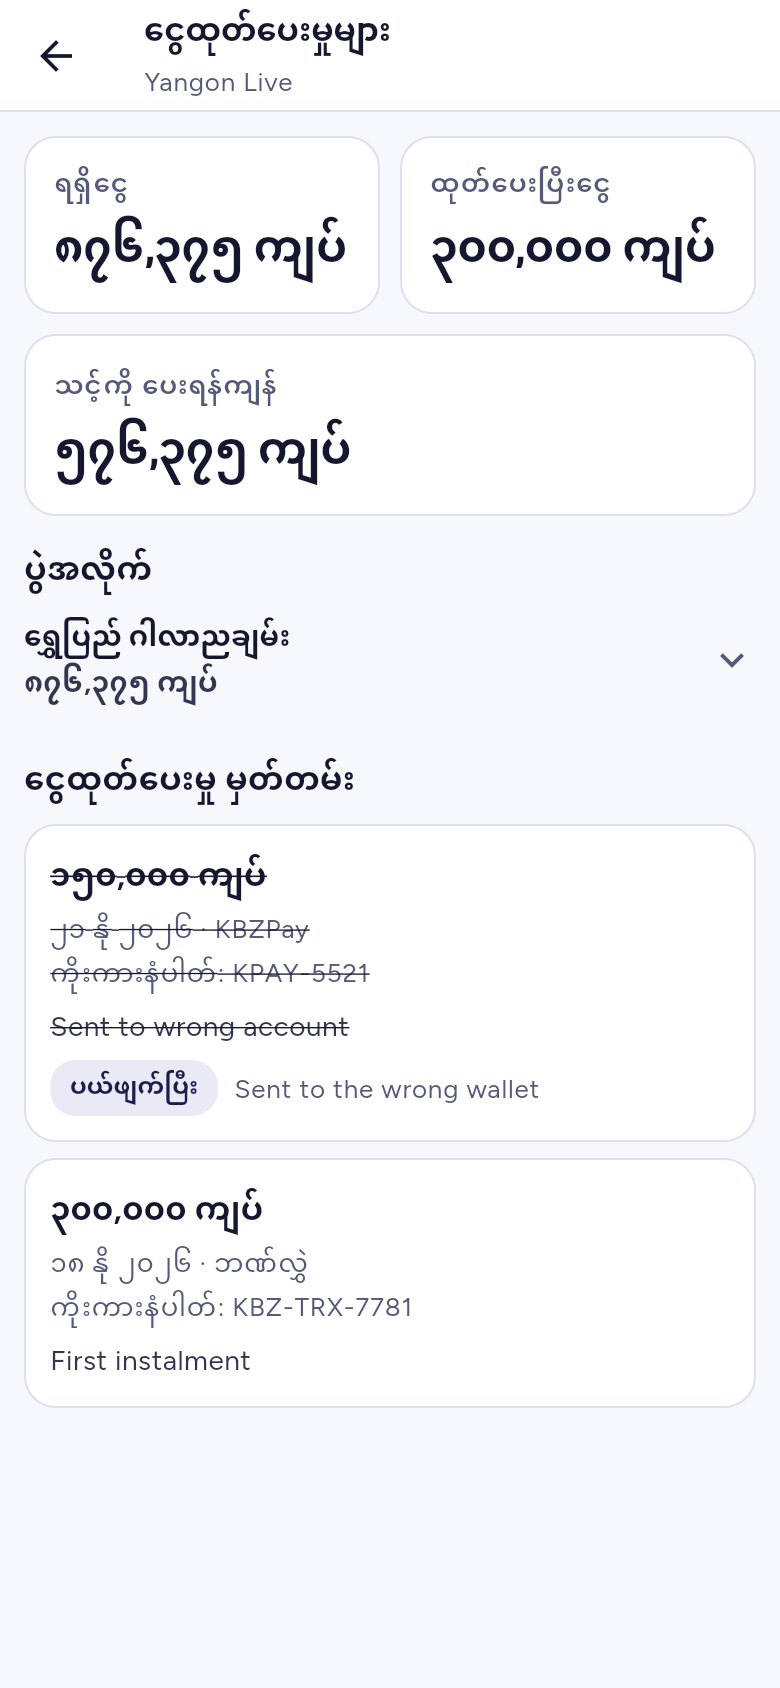 ငွေထုတ်ပေးမှုများ
Yangon Live
ရရှိငွေ
၈၇၆,၃၇၅ ကျပ်
ထုတ်ပေးပြီးငွေ
၃၀၀,၀၀၀ ကျပ်
သင့်ကို ပေးရန်ကျန်
၅၇၆,၃၇၅ ကျပ်
ပွဲအလိုက်
ရွှေပြည် ဂါလာညချမ်း
၈၇၆,၃၇၅ ကျပ်
ငွေထုတ်ပေးမှု မှတ်တမ်း
၁၅၀,၀၀၀ ကျပ်
၂၁ နို ၂၀၂၆ · KBZPay
ကိုးကားနံပါတ်: KPAY-5521
Sent to wrong account
ပယ်ဖျက်ပြီး Sent to the wrong wallet
၃၀၀,၀၀၀ ကျပ်
၁၈ နို ၂၀၂၆ · ဘဏ်လွှဲ
ကိုးကားနံပါတ်: KBZ-TRX-7781
First instalment